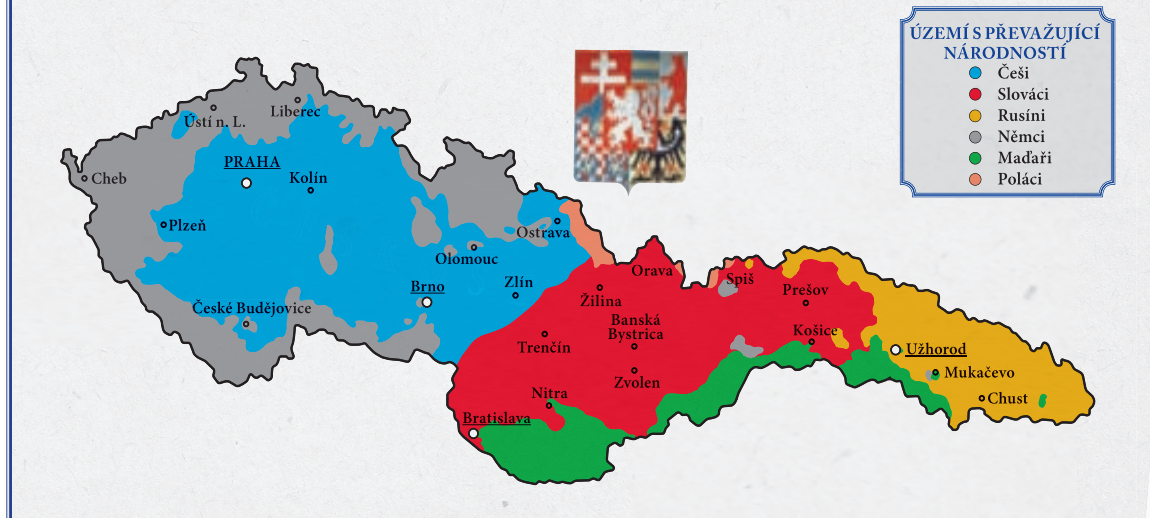 ÚZEMÍ S PŘEVAŽUJÍCÍ
NÁRODNOSTÍ
Češi
Slováci
Rusíni
Němci
Maďaři
Poláci
Liberec
Ústí n. L.
PRAHA
Kolín
Cheb
Plzeň
Ostrava
Olomouc
Zlín
Brno
České Budějovice
Orava
Spiš
Žilina
Prešov
Banská
Bystrica
Košice
Trenčín
Užhorod
Mukačevo
Zvolen
Nitra
Chust
Bratislava